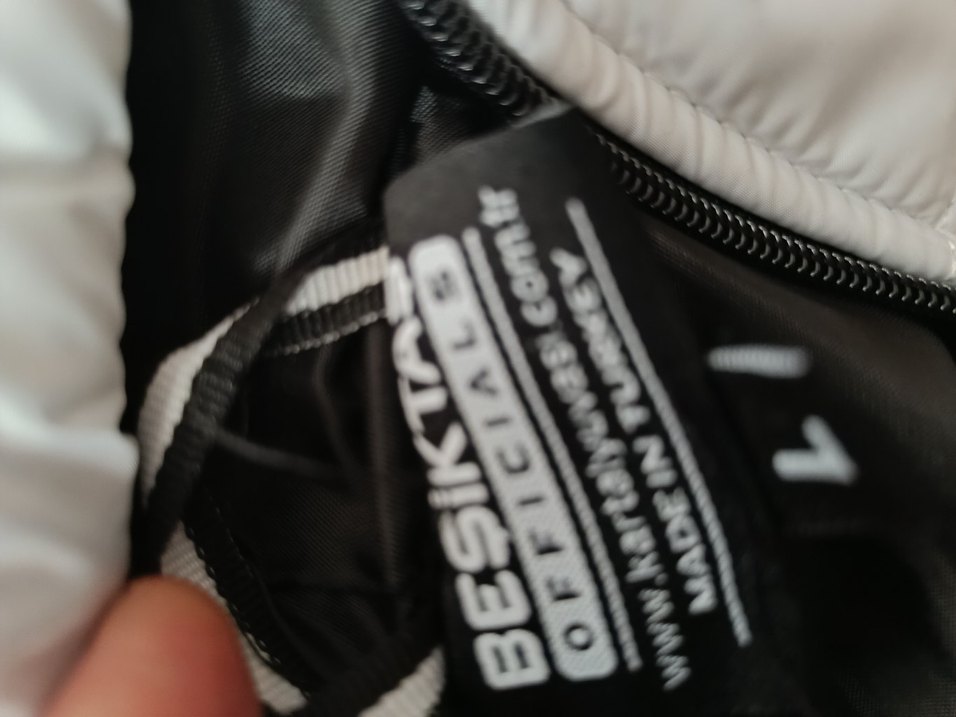 BEŞİKTAŞ
OFFICIALS
www.kartalyuvasi.com.tr
MADE IN TURKEY